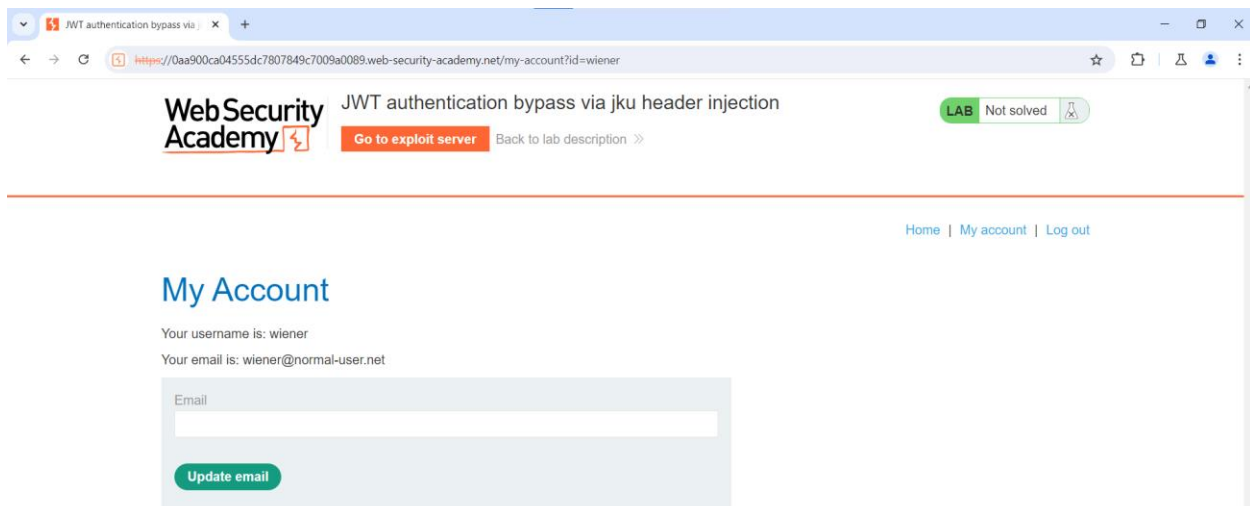 JWT authentication bypass via j
https://0aa900ca04555dc7807849c7009a0089.web-security-academy.net/my-account?id=wiener
Web Security
Academy
JWT authentication bypass via jku header injection
LAB Not solved
Go to exploit server Back to lab description
Home | My account | Log out
My Account
Your username is: wiener
Your email is: wiener@normal-user.net
Email
Update email